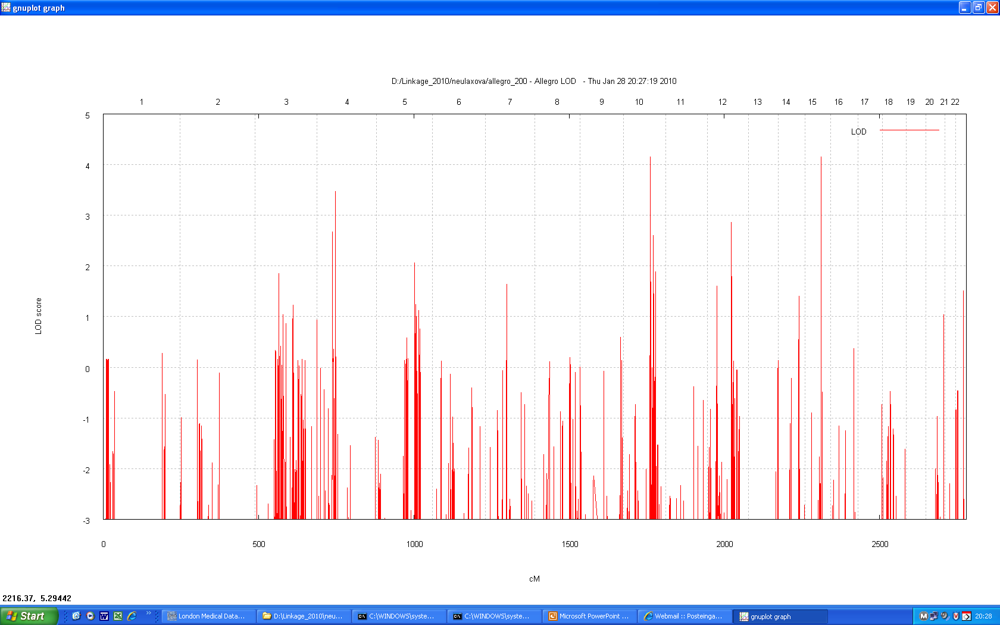 gnuplot graph
D:/Linkage_2010/neulaxova/allegro_200 - Allegro LOD - Thu Jan 28 20:27:19 2010
1 2 3 4 5 6 7 8 9 10 11 12 13 14 15 16 17 18 19 20 21 22
LOD
5
4
3
2
1
0
-1
-2
-3
LOD score
0 500 1000 1500 2000 2500
cM
2216.37, 5.29442
Start
London Medical Data...
D:\Linkage_2010\neu...
C:\WINDOWS\syste...
C:\WINDOWS\syste...
Microsoft PowerPoint ...
Webmail :: Posteinga...
gnuplot graph
20:28